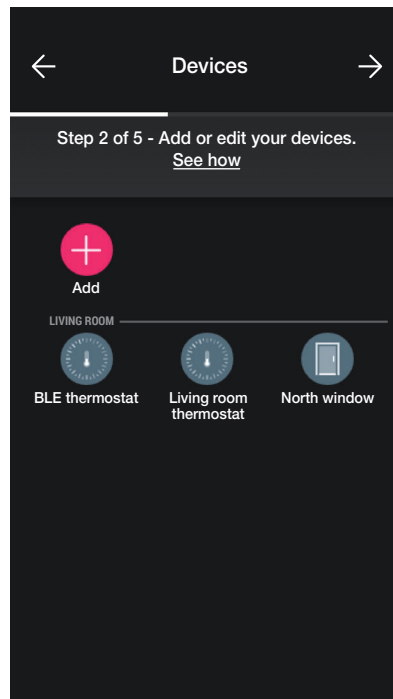 Devices
Step 2 of 5 - Add or edit your devices.
See how
Add
LIVING ROOM
BLE thermostat
Living room
thermostat
North window